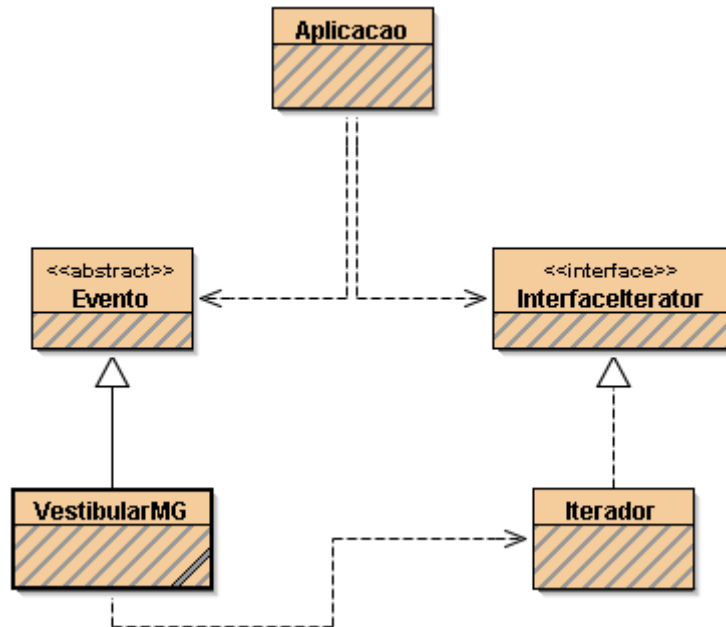 Aplicacao
<<abstract>>
Evento
<<interface>>
InterfaceIterator
VestibularMG
Iterador